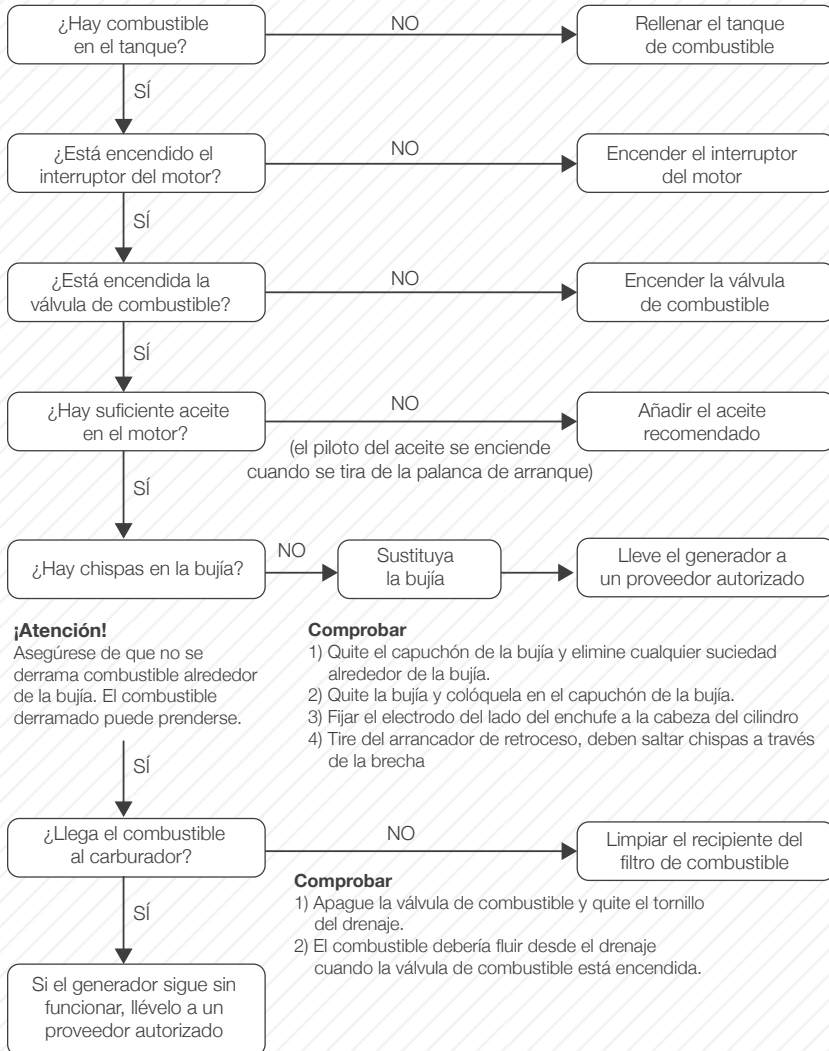 ¿Hay combustible
en el tanque?
NO
Rellenar el tanque
de combustible
SÍ
¿Está encendido el
interruptor del motor?
NO
Encender el interruptor
del motor
SÍ
¿Está encendida la
válvula de combustible?
NO
Encender la válvula
de combustible
SÍ
¿Hay suficiente aceite
en el motor?
NO
(el piloto del aceite se enciende
cuando se tira de la palanca de arranque)
Añadir el aceite
recomendado
SÍ
¿Hay chispas en la bujía?
NO
Sustituya
la bujía
Lleve el generador a
un proveedor autorizado
¡Atención!
Asegúrese de que no se
derrama combustible alrededor
de la bujía. El combustible
derramado puede prenderse.
Comprobar
1) Quite el capuchón de la bujía y elimine cualquier suciedad
alrededor de la bujía.
2) Quite la bujía y colóquela en el capuchón de la bujía.
3) Fijar el electrodo del lado del enchufe a la cabeza del cilindro
4) Tire del arrancador de retroceso, deben saltar chispas a través
de la brecha
SÍ
¿Llega el combustible
al carburador?
NO
Limpiar el recipiente del
filtro de combustible
Comprobar
1) Apague la válvula de combustible y quite el tornillo
del drenaje.
2) El combustible debería fluir desde el drenaje
cuando la válvula de combustible está encendida.
SÍ
Si el generador sigue sin
funcionar, llévelo a un
proveedor autorizado